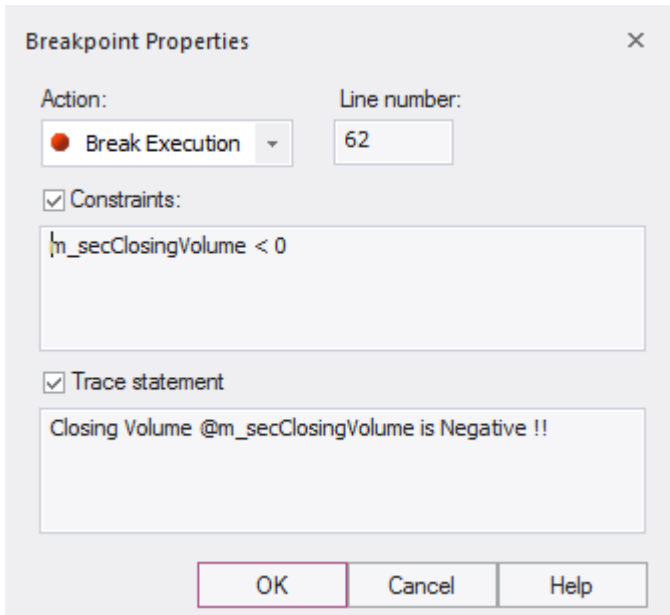 Breakpoint Properties
Action:
Line number:
Break Execution
62
Constraints:
m_secClosingVolume < 0
Trace statement
Closing Volume @m_secClosingVolume is Negative !!
OK
Cancel
Help